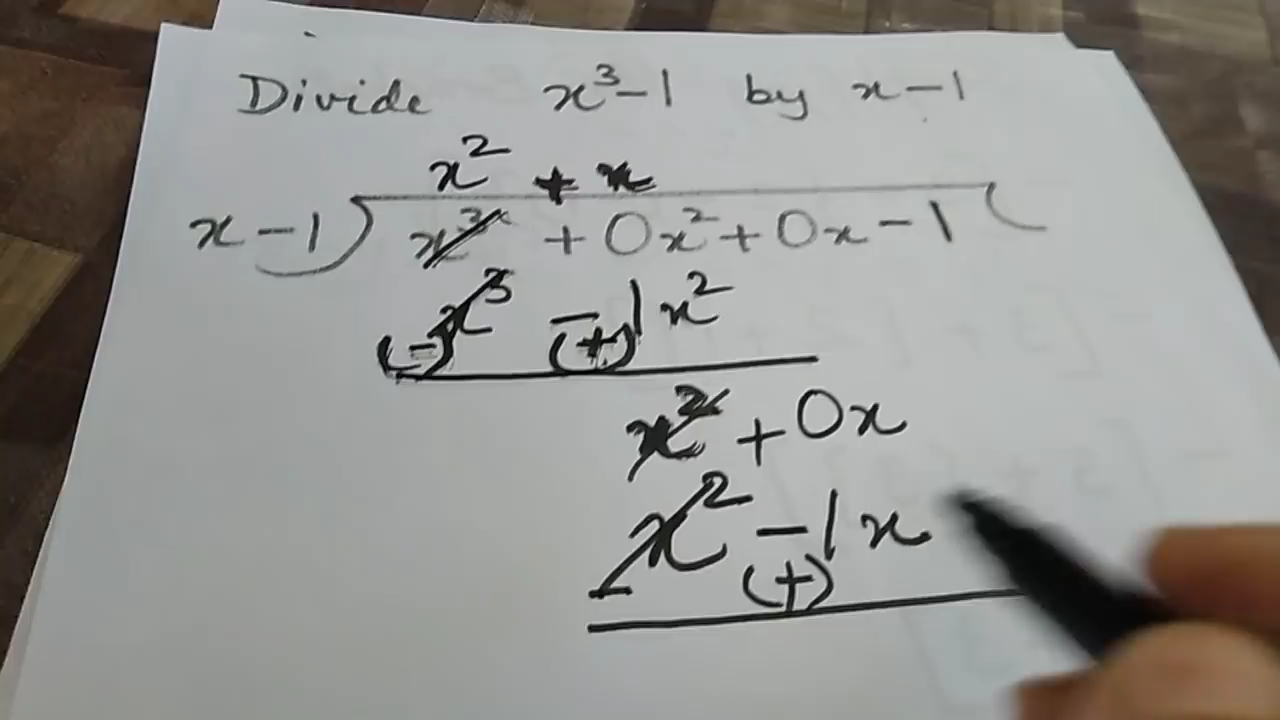 Divide x³-1 by x-1
x² + x
x-1) x³ + 0x² + 0x - 1 (
x³ - 1x²
(-) (+)
x² + 0x
x² - 1x
- (+)